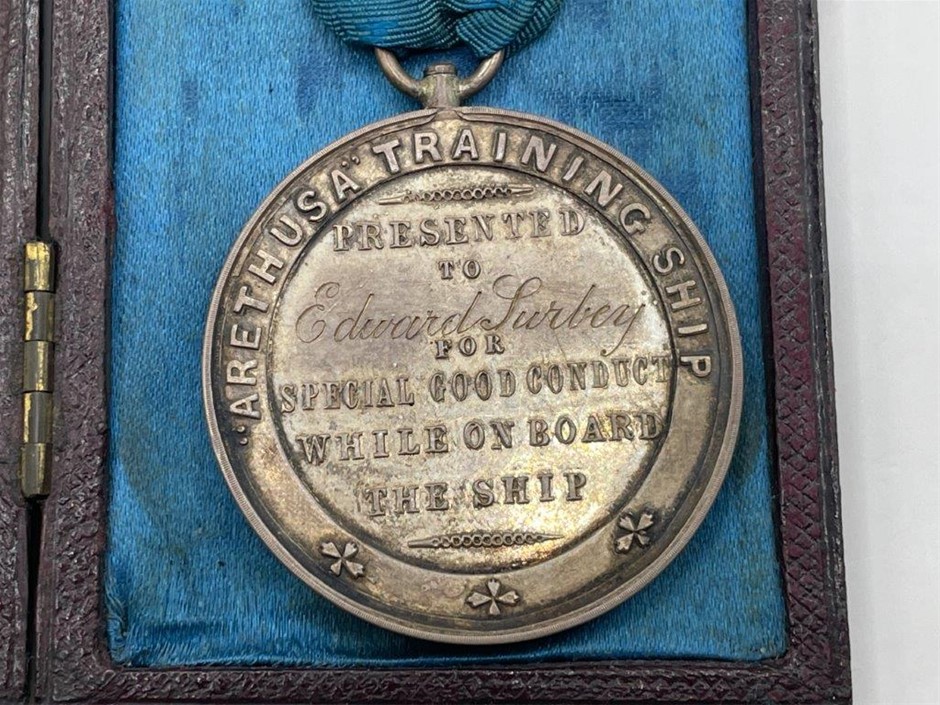 "ARETHUSA" TRAINING SHIP
PRESENTED
TO
Edward Surbey
FOR
SPECIAL GOOD CONDUCT
WHILE ON BOARD
THE SHIP